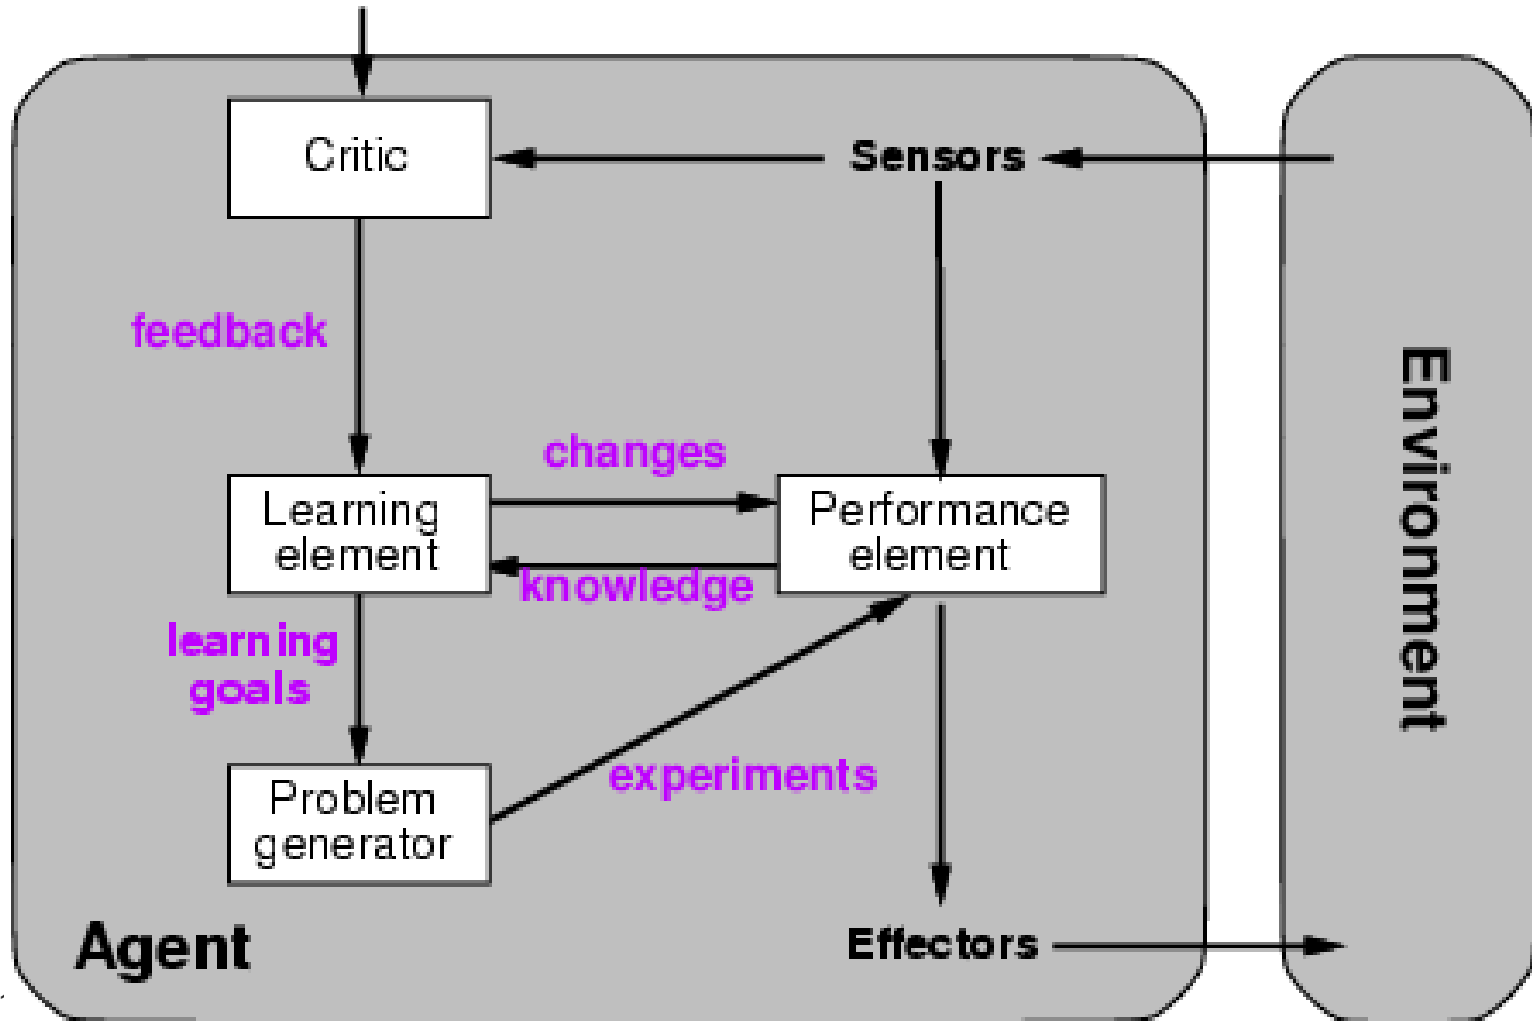 Critic
Sensors
feedback
changes
Learning
element
Performance
element
knowledge
learning
goals
experiments
Problem
generator
Agent
Effectors
Environment